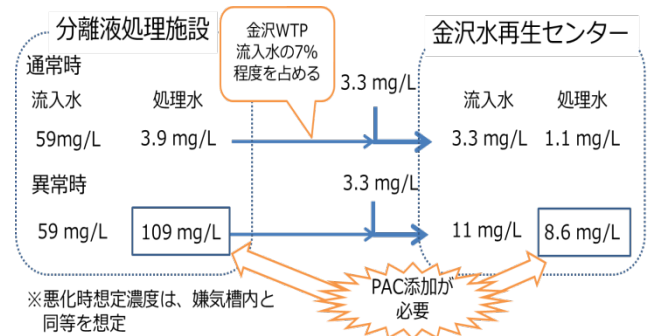 分離液処理施設
金沢WTP
流入水の7%
程度を占める
金沢水再生センター
通常時
3.3 mg/L
流入水 処理水
流入水 処理水
59mg/L 3.9 mg/L
3.3 mg/L 1.1 mg/L
異常時
3.3 mg/L
59 mg/L 109 mg/L
11 mg/L 8.6 mg/L
PAC添加が
必要
※悪化時想定濃度は、嫌気槽内と
同等を想定